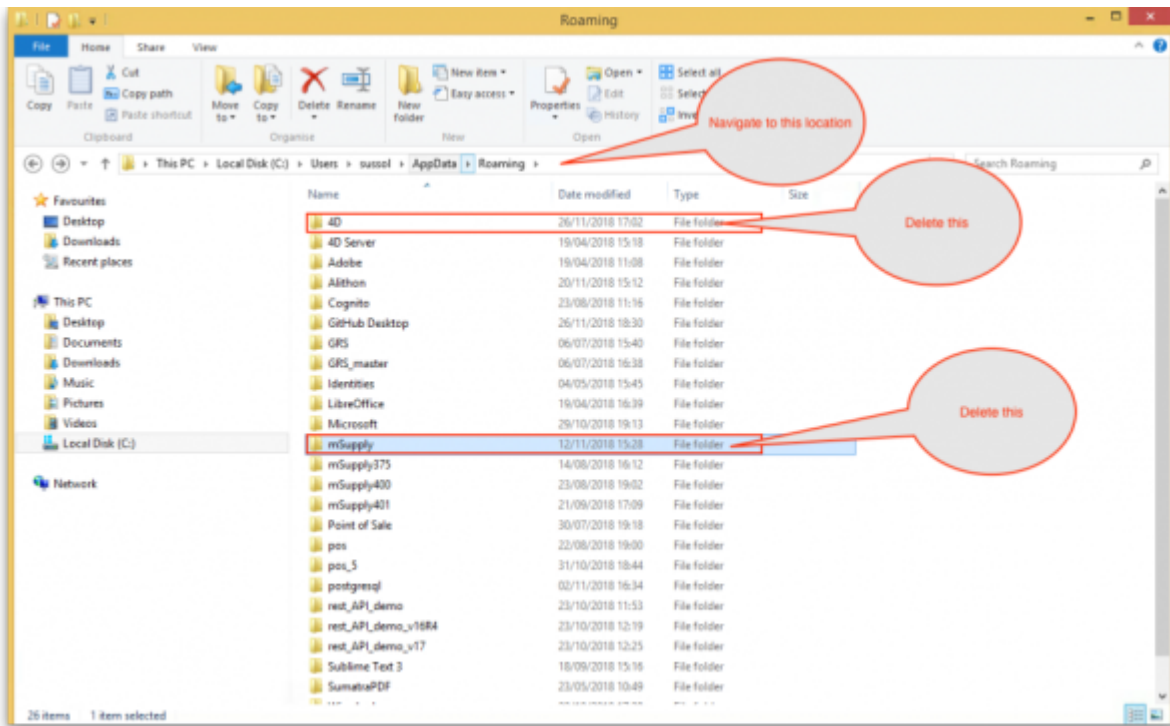 Roaming
File Home Share View
Copy
Paste
Cut
Copy path
Paste shortcut
Clipboard
Move to
Copy to
Delete
Rename
Organise
New folder
New item
Easy access
New
Properties
Open
Edit
History
Open
Select all
Navigate to this location
This PC Local Disk (C:) Users sussol AppData Roaming
Search Roaming
Favourites
Desktop
Downloads
Recent places
This PC
Desktop
Documents
Downloads
Music
Pictures
Videos
Local Disk (C:)
Network
Name Date modified Type Size
4D 26/11/2018 17:02 File folder
Delete this
4D Server 19/04/2018 15:18 File folder
Adobe 19/04/2018 11:08 File folder
Alithon 20/11/2018 15:12 File folder
Cognito 23/08/2018 11:16 File folder
GitHub Desktop 26/11/2018 18:30 File folder
GRS 06/07/2018 15:40 File folder
GRS_master 06/07/2018 16:38 File folder
Identities 04/05/2018 15:45 File folder
LibreOffice 19/04/2018 16:39 File folder
Microsoft 29/10/2018 19:13 File folder
Delete this
mSupply 12/11/2018 15:28 File folder
mSupply375 14/08/2018 16:12 File folder
mSupply400 23/08/2018 19:02 File folder
mSupply401 21/09/2018 17:09 File folder
Point of Sale 30/07/2018 19:18 File folder
pos 22/08/2018 19:00 File folder
pos_5 31/10/2018 18:44 File folder
postgresql 02/11/2018 16:34 File folder
rest_API_demo 23/10/2018 11:53 File folder
rest_API_demo_v16R4 23/10/2018 12:19 File folder
rest_API_demo_v17 23/10/2018 12:25 File folder
Sublime Text 3 18/09/2018 15:16 File folder
SumatraPDF 23/05/2018 10:49 File folder
26 items 1 item selected